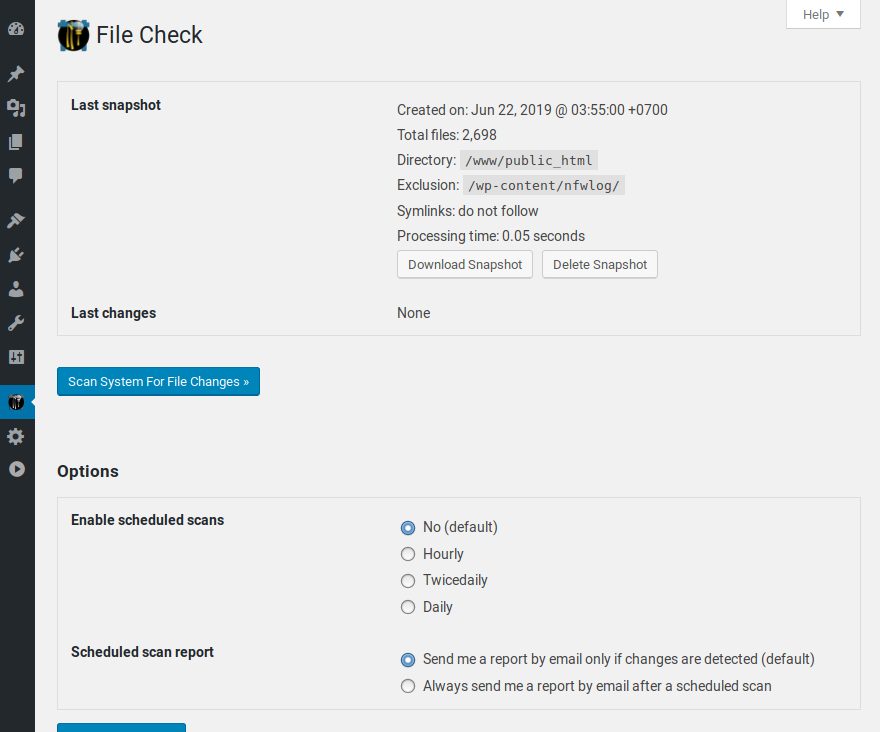 Help
File Check
Last snapshot
Created on: Jun 22, 2019 @ 03:55:00 +0700
Total files: 2,698
Directory: /www/public_html
Exclusion: /wp-content/nfwlog/
Symlinks: do not follow
Processing time: 0.05 seconds
Download Snapshot Delete Snapshot
Last changes None
Scan System For File Changes »
Options
Enable scheduled scans
No (default)
Hourly
Twicedaily
Daily
Scheduled scan report
Send me a report by email only if changes are detected (default)
Always send me a report by email after a scheduled scan